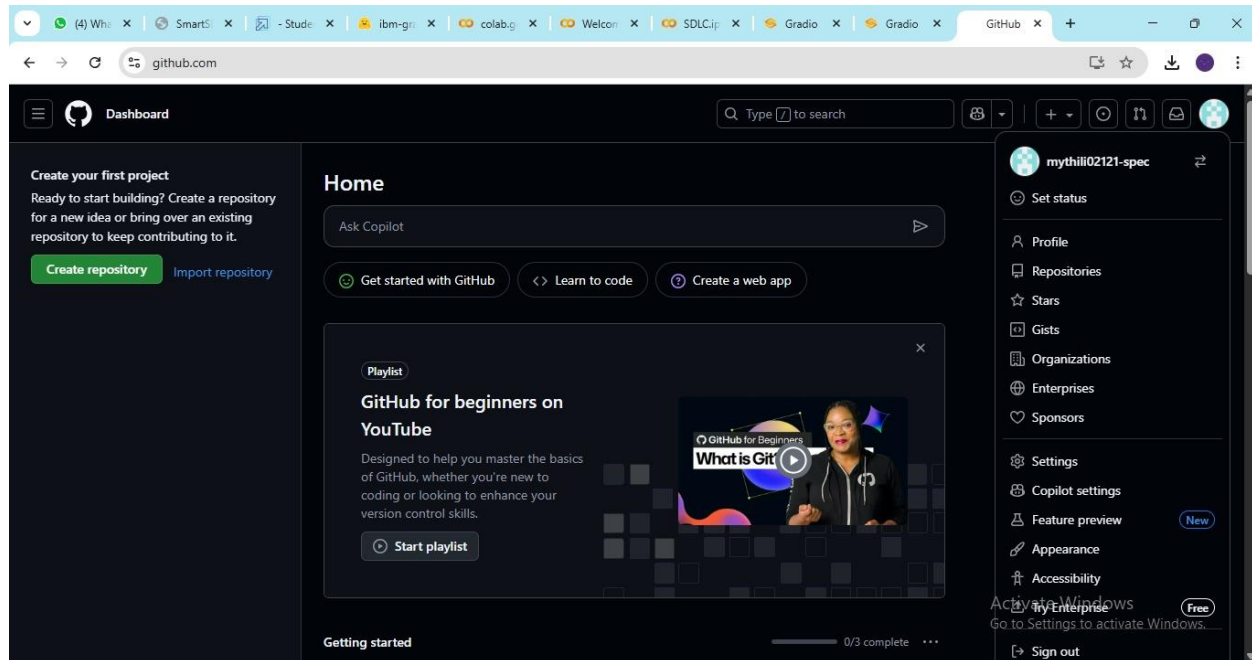 (4) Wh
SmartS
- Stude
ibm-gr
colab.g
Welcon
SDLC.ip
Gradio
Gradio
GitHub
github.com
Dashboard
Type / to search
Create your first project
Ready to start building? Create a repository
for a new idea or bring over an existing
repository to keep contributing to it.
Create repository
Import repository
Home
Ask Copilot
Get started with GitHub
Learn to code
Create a web app
Playlist
GitHub for beginners on
YouTube
Designed to help you master the basics
of GitHub, whether you're new to
coding or looking to enhance your
version control skills.
Start playlist
GitHub for Beginners
What is Git
Getting started
0/3 complete
mythili02121-spec
Set status
Profile
Repositories
Stars
Gists
Organizations
Enterprises
Sponsors
Settings
Copilot settings
Feature preview
New
Appearance
Accessibility
Try Enterprise
Free
Activate Windows
Go to Settings to activate Windows.
Sign out